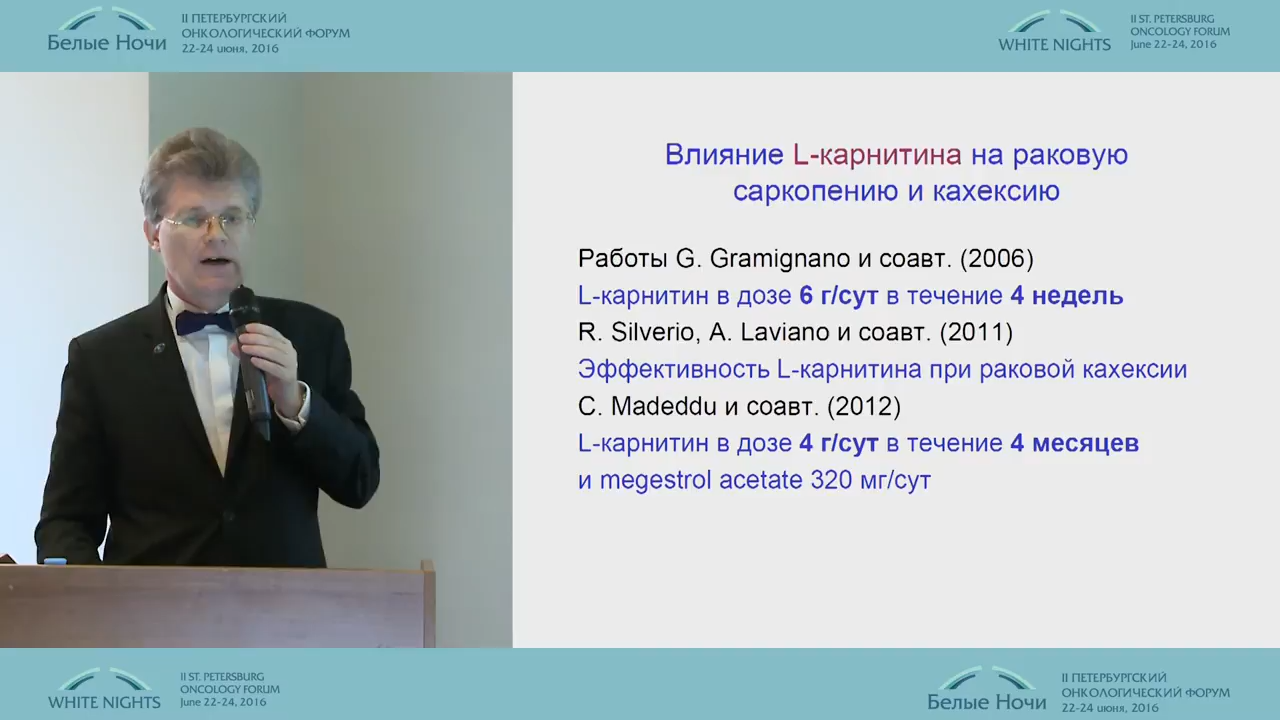 Белые Ночи
II ПЕТЕРБУРГСКИЙ
ОНКОЛОГИЧЕСКИЙ ФОРУМ
22-24 июня, 2016
WHITE NIGHTS
II ST. PETERSBURG
ONCOLOGY FORUM
June 22-24, 2016
Влияние L-карнитина на раковую
саркопению и кахексию
Работы G. Gramignano и соавт. (2006)
L-карнитин в дозе 6 г/сут в течение 4 недель
R. Silverio, A. Laviano и соавт. (2011)
Эффективность L-карнитина при раковой кахексии
C. Madeddu и соавт. (2012)
L-карнитин в дозе 4 г/сут в течение 4 месяцев
и megestrol acetate 320 мг/сут
WHITE NIGHTS
II ST. PETERSBURG
ONCOLOGY FORUM
June 22-24, 2016
Белые Ночи
II ПЕТЕРБУРГСКИЙ
ОНКОЛОГИЧЕСКИЙ ФОРУМ
22-24 июня, 2016